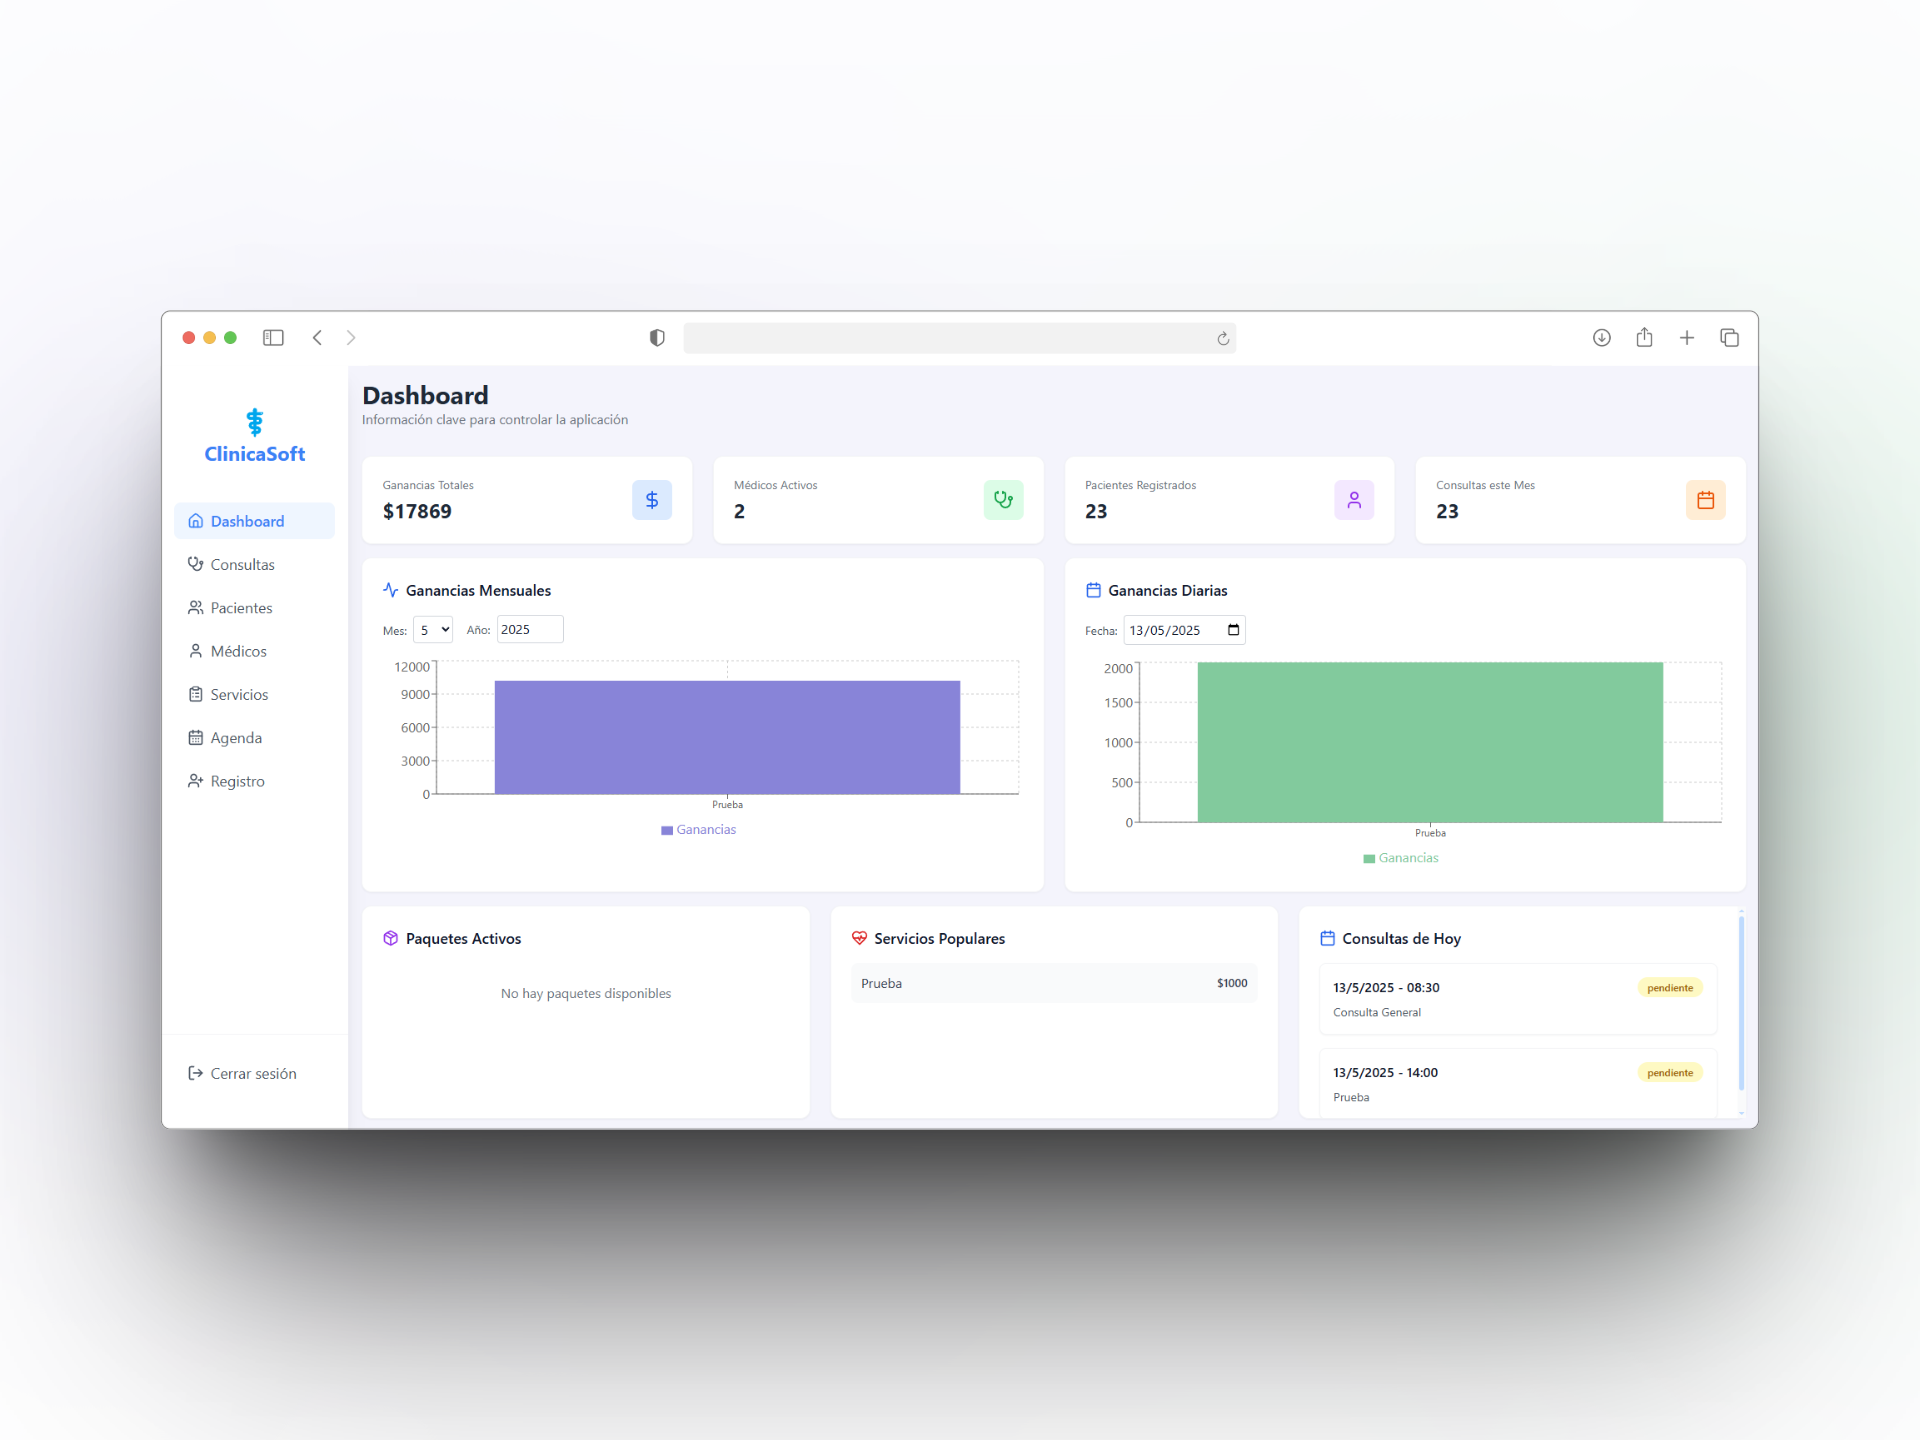 ClinicaSoft
Dashboard
Consultas
Pacientes
Médicos
Servicios
Agenda
Registro
Cerrar sesión
Dashboard
Información clave para controlar la aplicación
Ganancias Totales
$17869
Médicos Activos
2
Pacientes Registrados
23
Consultas este Mes
23
Ganancias Mensuales
Mes: 5 Año: 2025
12000
9000
6000
3000
0
Prueba
Ganancias
Ganancias Diarias
Fecha: 13/05/2025
2000
1500
1000
500
0
Prueba
Ganancias
Paquetes Activos
No hay paquetes disponibles
Servicios Populares
Prueba $1000
Consultas de Hoy
13/5/2025 - 08:30 pendiente
Consulta General
13/5/2025 - 14:00 pendiente
Prueba